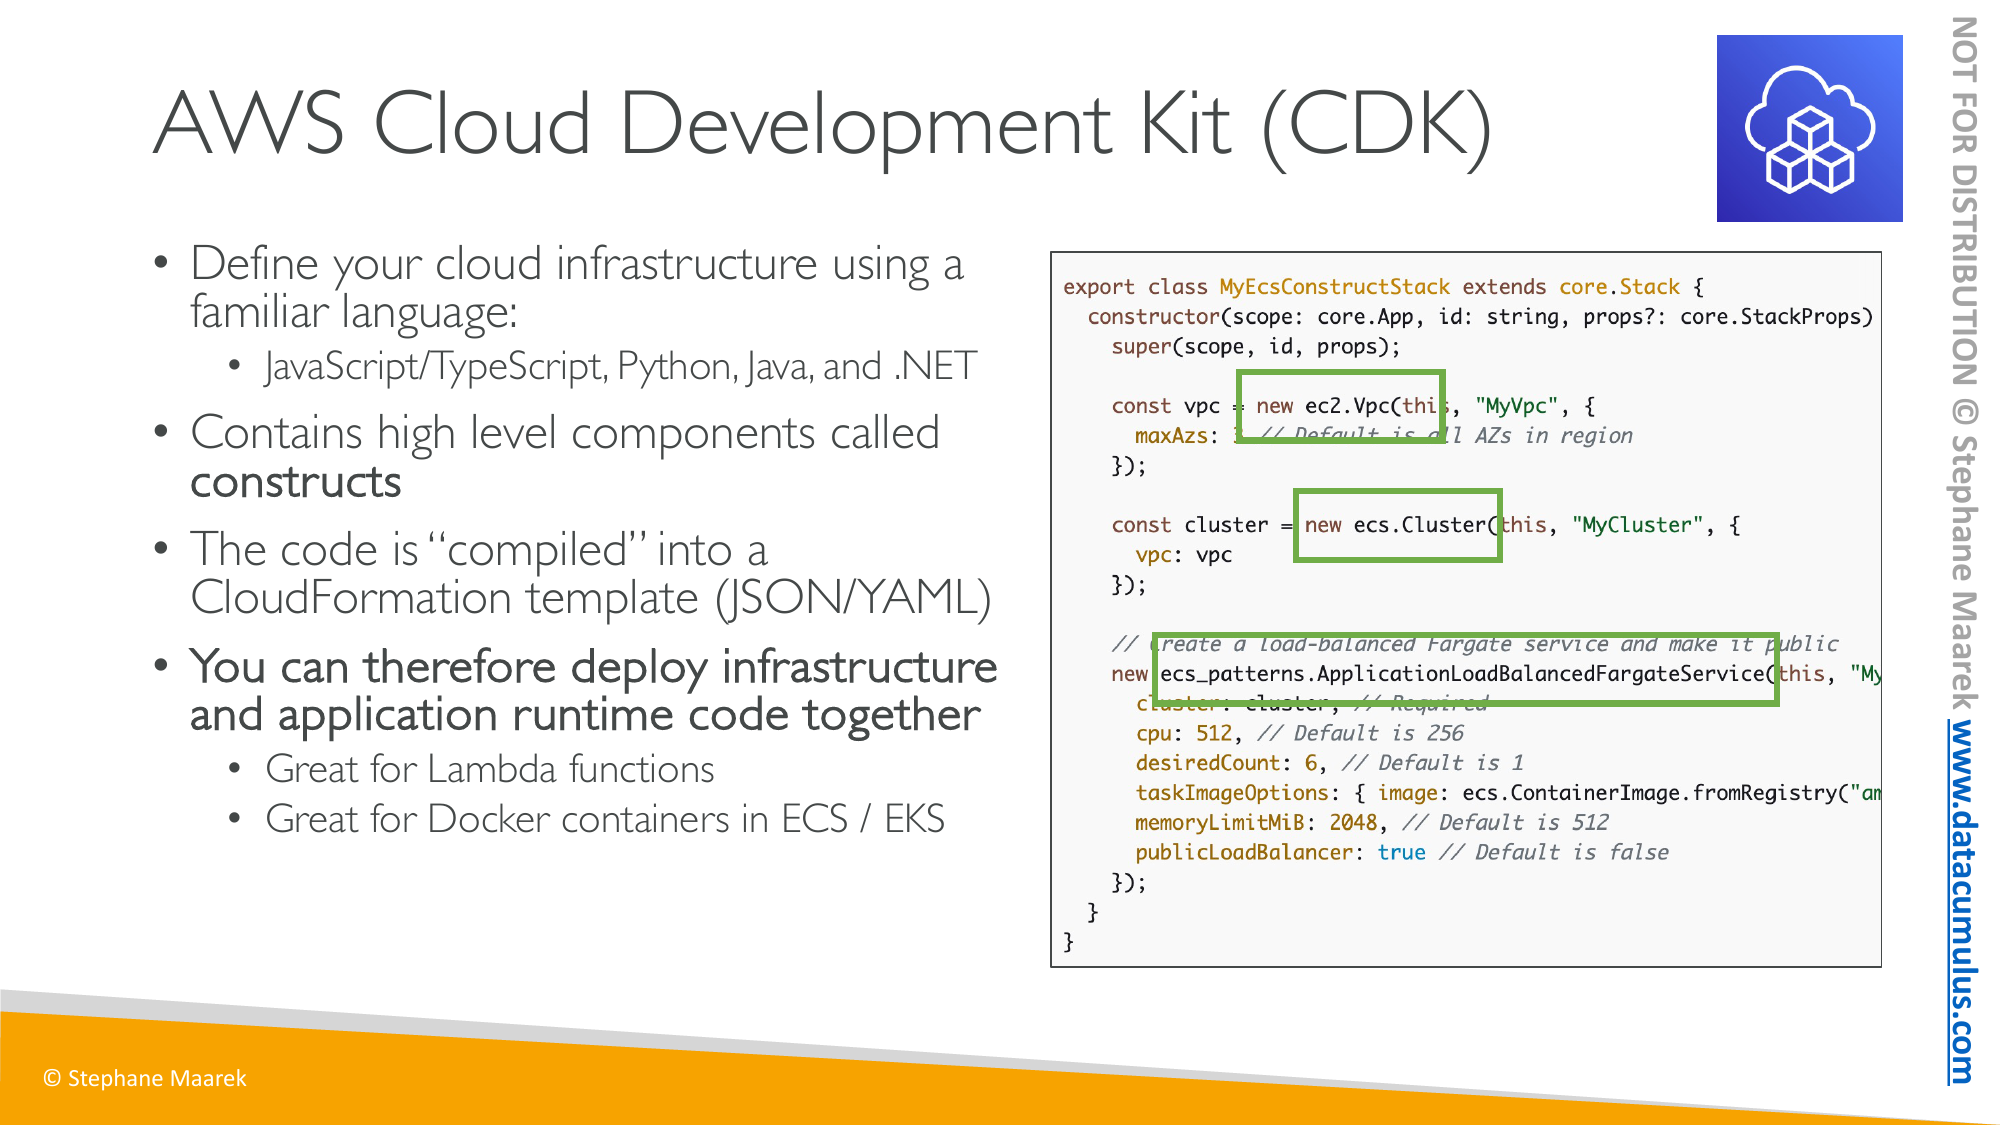 AWS Cloud Development Kit (CDK)
• Define your cloud infrastructure using a
familiar language:
• JavaScript/TypeScript, Python, Java, and .NET
• Contains high level components called
constructs
• The code is “compiled” into a
CloudFormation template (JSON/YAML)
• You can therefore deploy infrastructure
and application runtime code together
• Great for Lambda functions
• Great for Docker containers in ECS / EKS
export class MyEcsConstructStack extends core.Stack {
constructor(scope: core.App, id: string, props?: core.StackProps)
super(scope, id, props);
const vpc = new ec2.Vpc(this, "MyVpc", {
maxAzs: 3 // Default is all AZs in region
});
const cluster = new ecs.Cluster(this, "MyCluster", {
vpc: vpc
});
// Create a load-balanced Fargate service and make it public
new ecs_patterns.ApplicationLoadBalancedFargateService(this, "My
cluster: cluster, // Required
cpu: 512, // Default is 256
desiredCount: 6, // Default is 1
taskImageOptions: { image: ecs.ContainerImage.fromRegistry("am
memoryLimitMiB: 2048, // Default is 512
publicLoadBalancer: true // Default is false
});
}
}
NOT FOR DISTRIBUTION © Stephane Maarek www.datacumulus.com
© Stephane Maarek